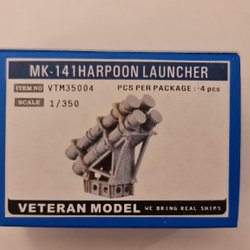 MK-141HARPOON LAUNCHER
ITEM NO VTM35004 PCS PER PACKAGE: 4 pcs
SCALE 1/350
VETERAN MODEL WE BRING REAL SHIPS